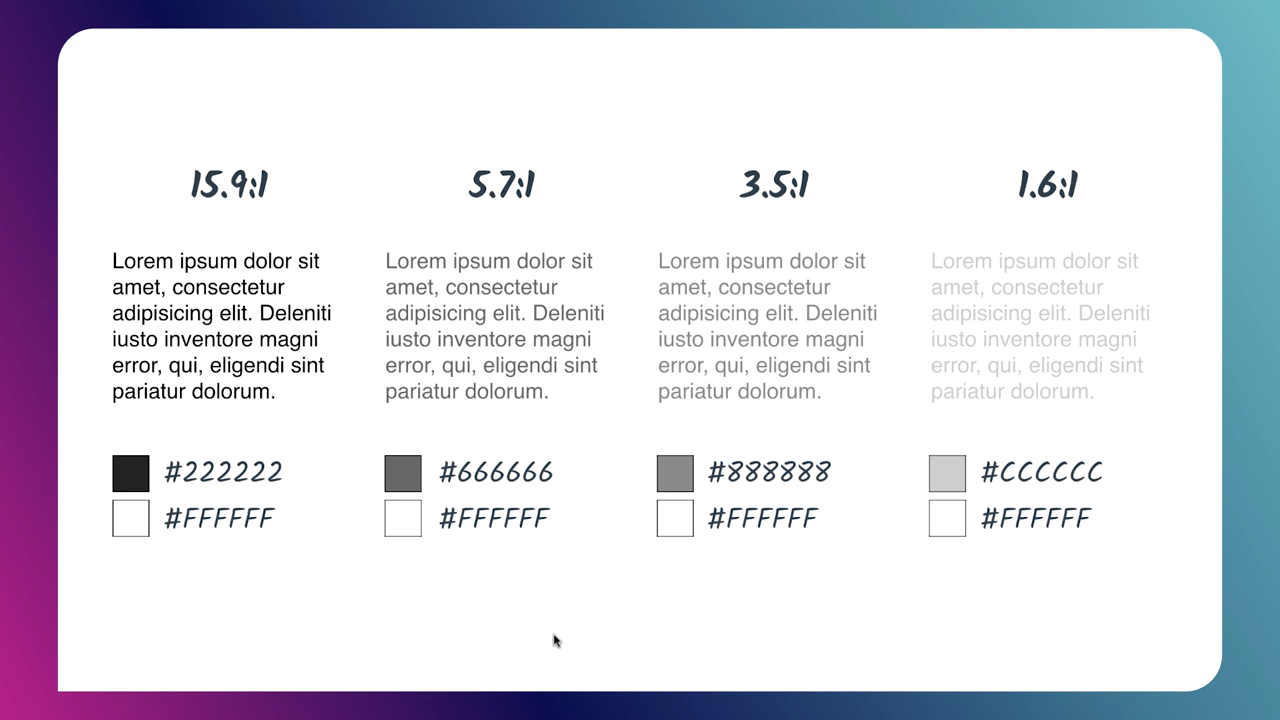 15.9:1
Lorem ipsum dolor sit
amet, consectetur
adipisicing elit. Deleniti
iusto inventore magni
error, qui, eligendi sint
pariatur dolorum.
#222222
#FFFFFF
5.7:1
Lorem ipsum dolor sit
amet, consectetur
adipisicing elit. Deleniti
iusto inventore magni
error, qui, eligendi sint
pariatur dolorum.
#666666
#FFFFFF
3.5:1
Lorem ipsum dolor sit
amet, consectetur
adipisicing elit. Deleniti
iusto inventore magni
error, qui, eligendi sint
pariatur dolorum.
#888888
#FFFFFF
1.6:1
Lorem ipsum dolor sit
amet, consectetur
adipisicing elit. Deleniti
iusto inventore magni
error, qui, eligendi sint
pariatur dolorum.
#CCCCCC
#FFFFFF